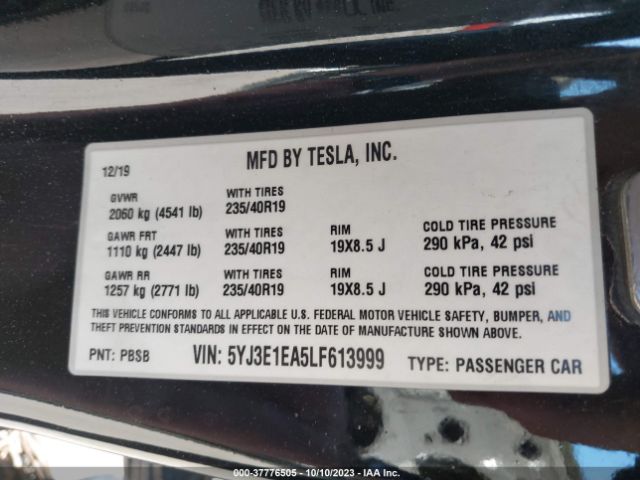 MFD BY TESLA, INC.
12/19
GVWR WITH TIRES
2060 kg (4541 lb) 235/40R19
GAWR FRT WITH TIRES RIM COLD TIRE PRESSURE
1110 kg (2447 lb) 235/40R19 19X8.5 J 290 kPa, 42 psi
GAWR RR WITH TIRES RIM COLD TIRE PRESSURE
1257 kg (2771 lb) 235/40R19 19X8.5 J 290 kPa, 42 psi
THIS VEHICLE CONFORMS TO ALL APPLICABLE U.S. FEDERAL MOTOR VEHICLE SAFETY, BUMPER, AND
THEFT PREVENTION STANDARDS IN EFFECT ON THE DATE OF MANUFACTURE SHOWN ABOVE.
PNT: PBSB VIN: 5YJ3E1EA5LF613999 TYPE: PASSENGER CAR
000-37776505 - 10/10/2023 - IAA Inc.